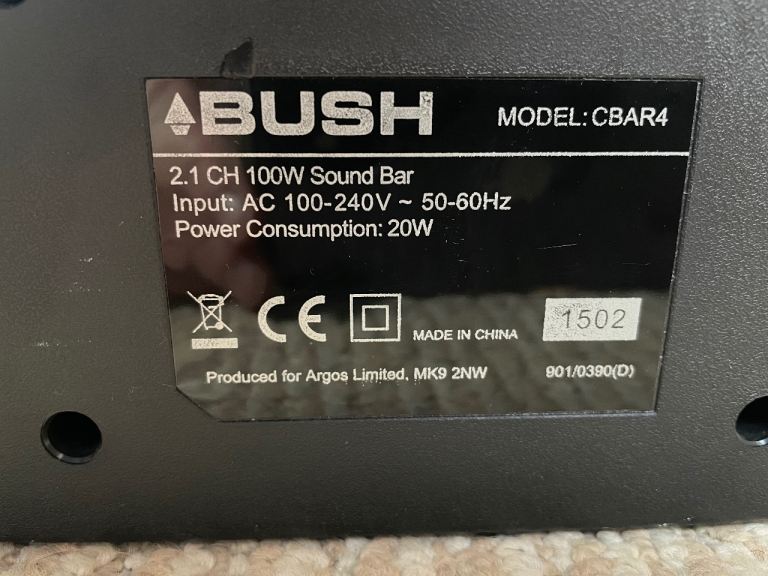 BUSH MODEL: CBAR4
2.1 CH 100W Sound Bar
Input: AC 100-240V ~ 50-60Hz
Power Consumption: 20W
CE MADE IN CHINA 1502
Produced for Argos Limited, MK9 2NW 901/0390(D)